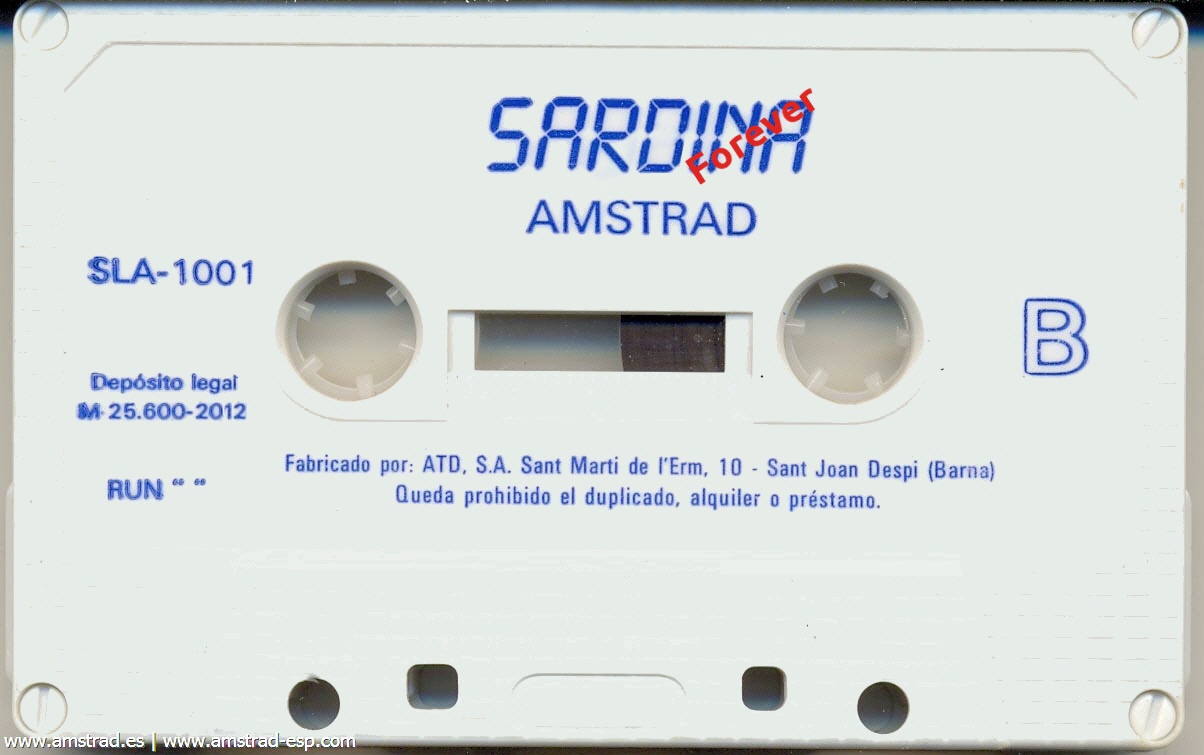 SARDINA
Forever
AMSTRAD
SLA-1001
B
Depósito legal
M 25.600-2012
RUN “ ”
Fabricado por: ATD, S.A. Sant Marti de l'Erm, 10 - Sant Joan Despi (Barna)
Queda prohibido el duplicado, alquiler o préstamo.
www.amstrad.es | www.amstrad-esp.com